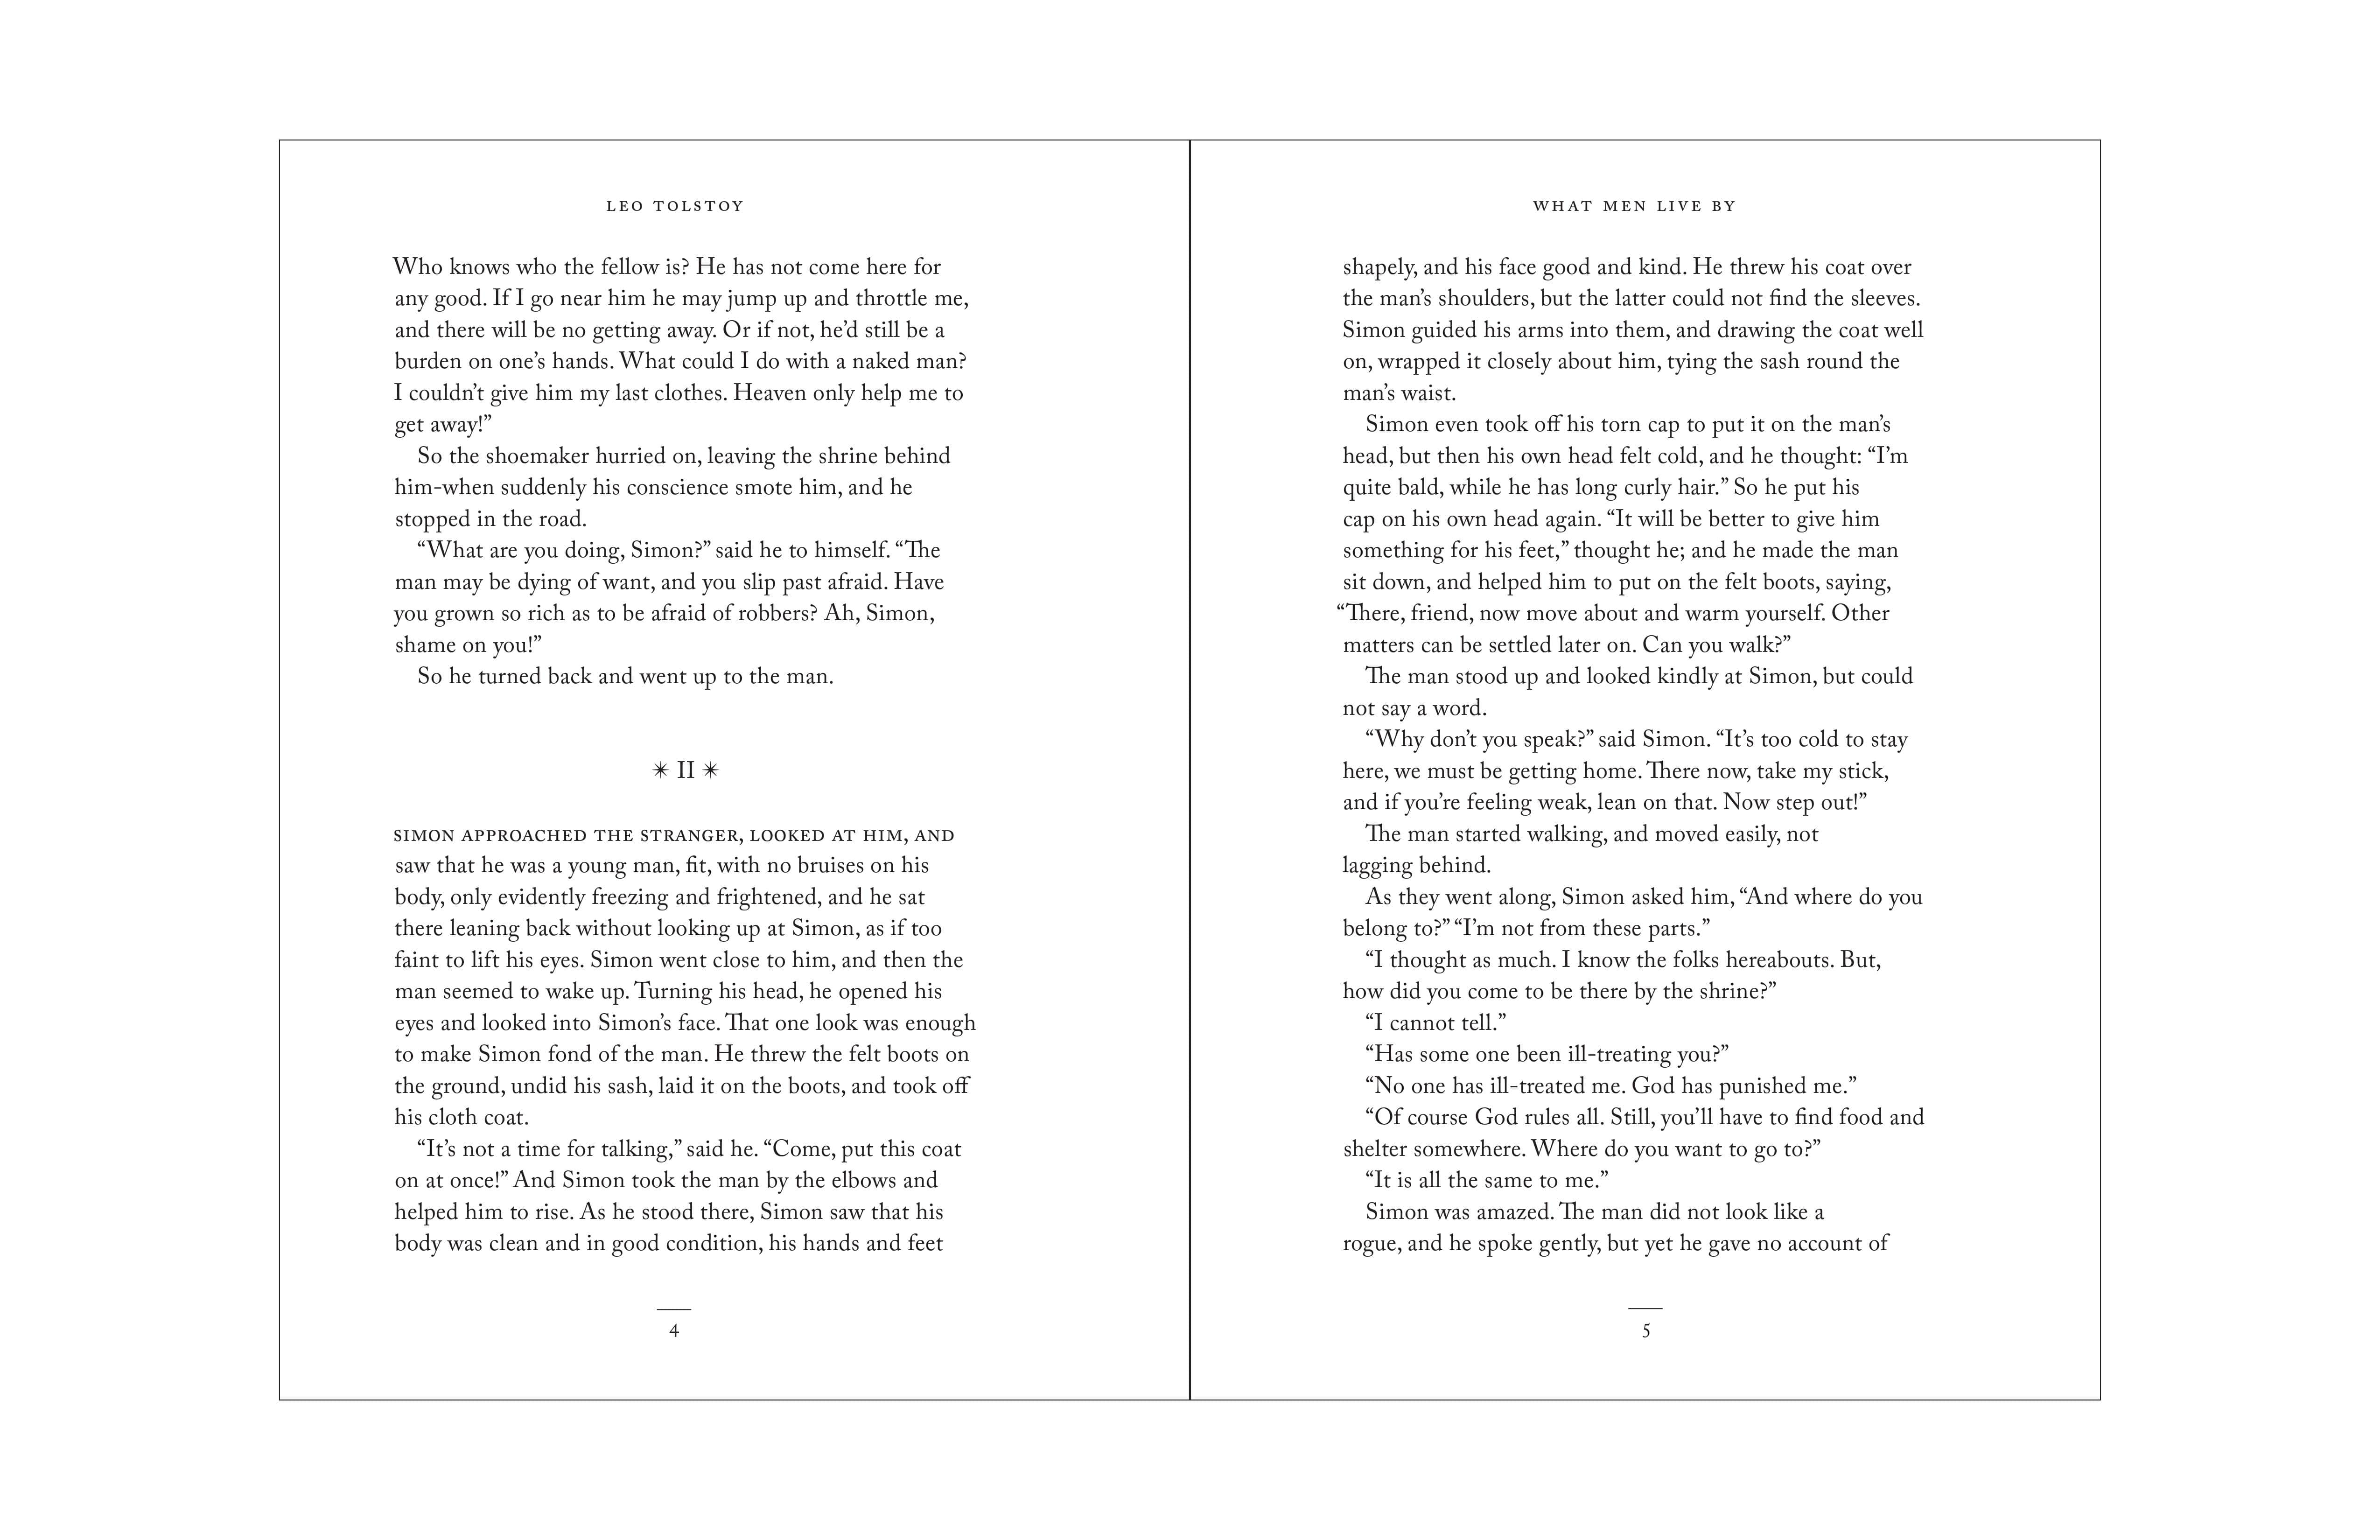 LEO TOLSTOY
Who knows who the fellow is? He has not come here for
any good. If I go near him he may jump up and throttle me,
and there will be no getting away. Or if not, he’d still be a
burden on one’s hands. What could I do with a naked man?
I couldn’t give him my last clothes. Heaven only help me to
get away!”
So the shoemaker hurried on, leaving the shrine behind
him-when suddenly his conscience smote him, and he
stopped in the road.
“What are you doing, Simon?” said he to himself. “The
man may be dying of want, and you slip past afraid. Have
you grown so rich as to be afraid of robbers? Ah, Simon,
shame on you!”
So he turned back and went up to the man.
✴ II ✴
SIMON APPROACHED THE STRANGER, LOOKED AT HIM, AND
saw that he was a young man, fit, with no bruises on his
body, only evidently freezing and frightened, and he sat
there leaning back without looking up at Simon, as if too
faint to lift his eyes. Simon went close to him, and then the
man seemed to wake up. Turning his head, he opened his
eyes and looked into Simon’s face. That one look was enough
to make Simon fond of the man. He threw the felt boots on
the ground, undid his sash, laid it on the boots, and took off
his cloth coat.
“It’s not a time for talking,” said he. “Come, put this coat
on at once!” And Simon took the man by the elbows and
helped him to rise. As he stood there, Simon saw that his
body was clean and in good condition, his hands and feet
4
WHAT MEN LIVE BY
shapely, and his face good and kind. He threw his coat over
the man’s shoulders, but the latter could not find the sleeves.
Simon guided his arms into them, and drawing the coat well
on, wrapped it closely about him, tying the sash round the
man’s waist.
Simon even took off his torn cap to put it on the man’s
head, but then his own head felt cold, and he thought: “I’m
quite bald, while he has long curly hair.” So he put his
cap on his own head again. “It will be better to give him
something for his feet,” thought he; and he made the man
sit down, and helped him to put on the felt boots, saying,
“There, friend, now move about and warm yourself. Other
matters can be settled later on. Can you walk?”
The man stood up and looked kindly at Simon, but could
not say a word.
“Why don’t you speak?” said Simon. “It’s too cold to stay
here, we must be getting home. There now, take my stick,
and if you’re feeling weak, lean on that. Now step out!”
The man started walking, and moved easily, not
lagging behind.
As they went along, Simon asked him, “And where do you
belong to?” “I’m not from these parts.”
“I thought as much. I know the folks hereabouts. But,
how did you come to be there by the shrine?”
“I cannot tell.”
“Has some one been ill-treating you?”
“No one has ill-treated me. God has punished me.”
“Of course God rules all. Still, you’ll have to find food and
shelter somewhere. Where do you want to go to?”
“It is all the same to me.”
Simon was amazed. The man did not look like a
rogue, and he spoke gently, but yet he gave no account of
5